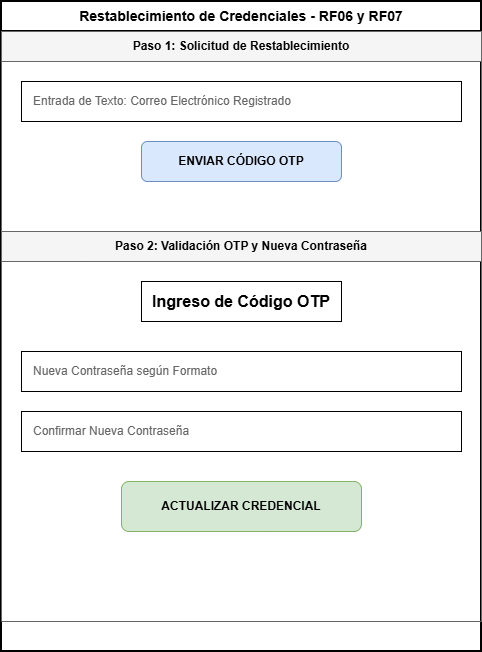 Restablecimiento de Credenciales - RF06 y RF07
Paso 1: Solicitud de Restablecimiento
Entrada de Texto: Correo Electrónico Registrado
ENVIAR CÓDIGO OTP
Paso 2: Validación OTP y Nueva Contraseña
Ingreso de Código OTP
Nueva Contraseña según Formato
Confirmar Nueva Contraseña
ACTUALIZAR CREDENCIAL